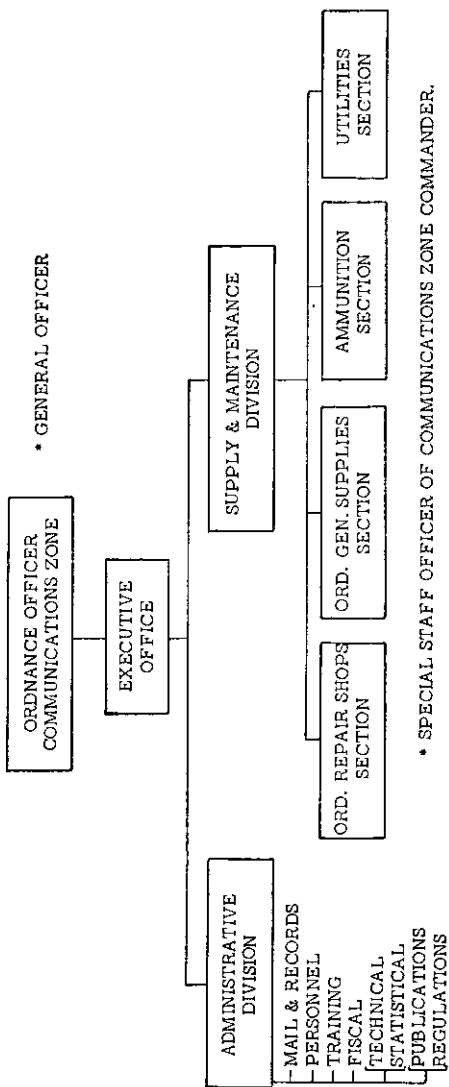 ORDNANCE OFFICER
COMMUNICATIONS ZONE
* GENERAL OFFICER
EXECUTIVE
OFFICE
ADMINISTRATIVE
DIVISION
SUPPLY & MAINTENANCE
DIVISION
MAIL & RECORDS
PERSONNEL
TRAINING
FISCAL
TECHNICAL
STATISTICAL
PUBLICATIONS
REGULATIONS
ORD. REPAIR SHOPS
SECTION
ORD. GEN. SUPPLIES
SECTION
AMMUNITION
SECTION
UTILITIES
SECTION
* SPECIAL STAFF OFFICER OF COMMUNICATIONS ZONE COMMANDER.